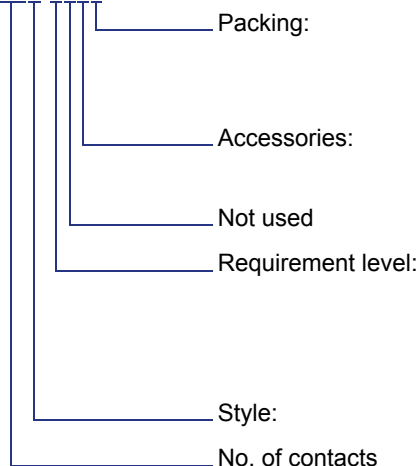 Packing:
Accessories:
Not used
Requirement level:
Style:
No. of contacts